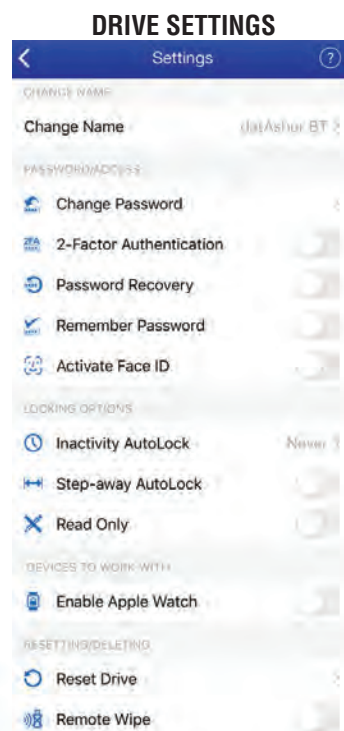 DRIVE SETTINGS
Settings ?
CHANGE NAME
Change Name datAshur BT
PASSWORD/ACCESS
Change Password
2FA 2-Factor Authentication
Password Recovery
Remember Password
Activate Face ID
LOCKING OPTIONS
Inactivity AutoLock Never
Step-away AutoLock
Read Only
DEVICES TO WORK WITH
Enable Apple Watch
RESETTING/DELETING
Reset Drive
Remote Wipe